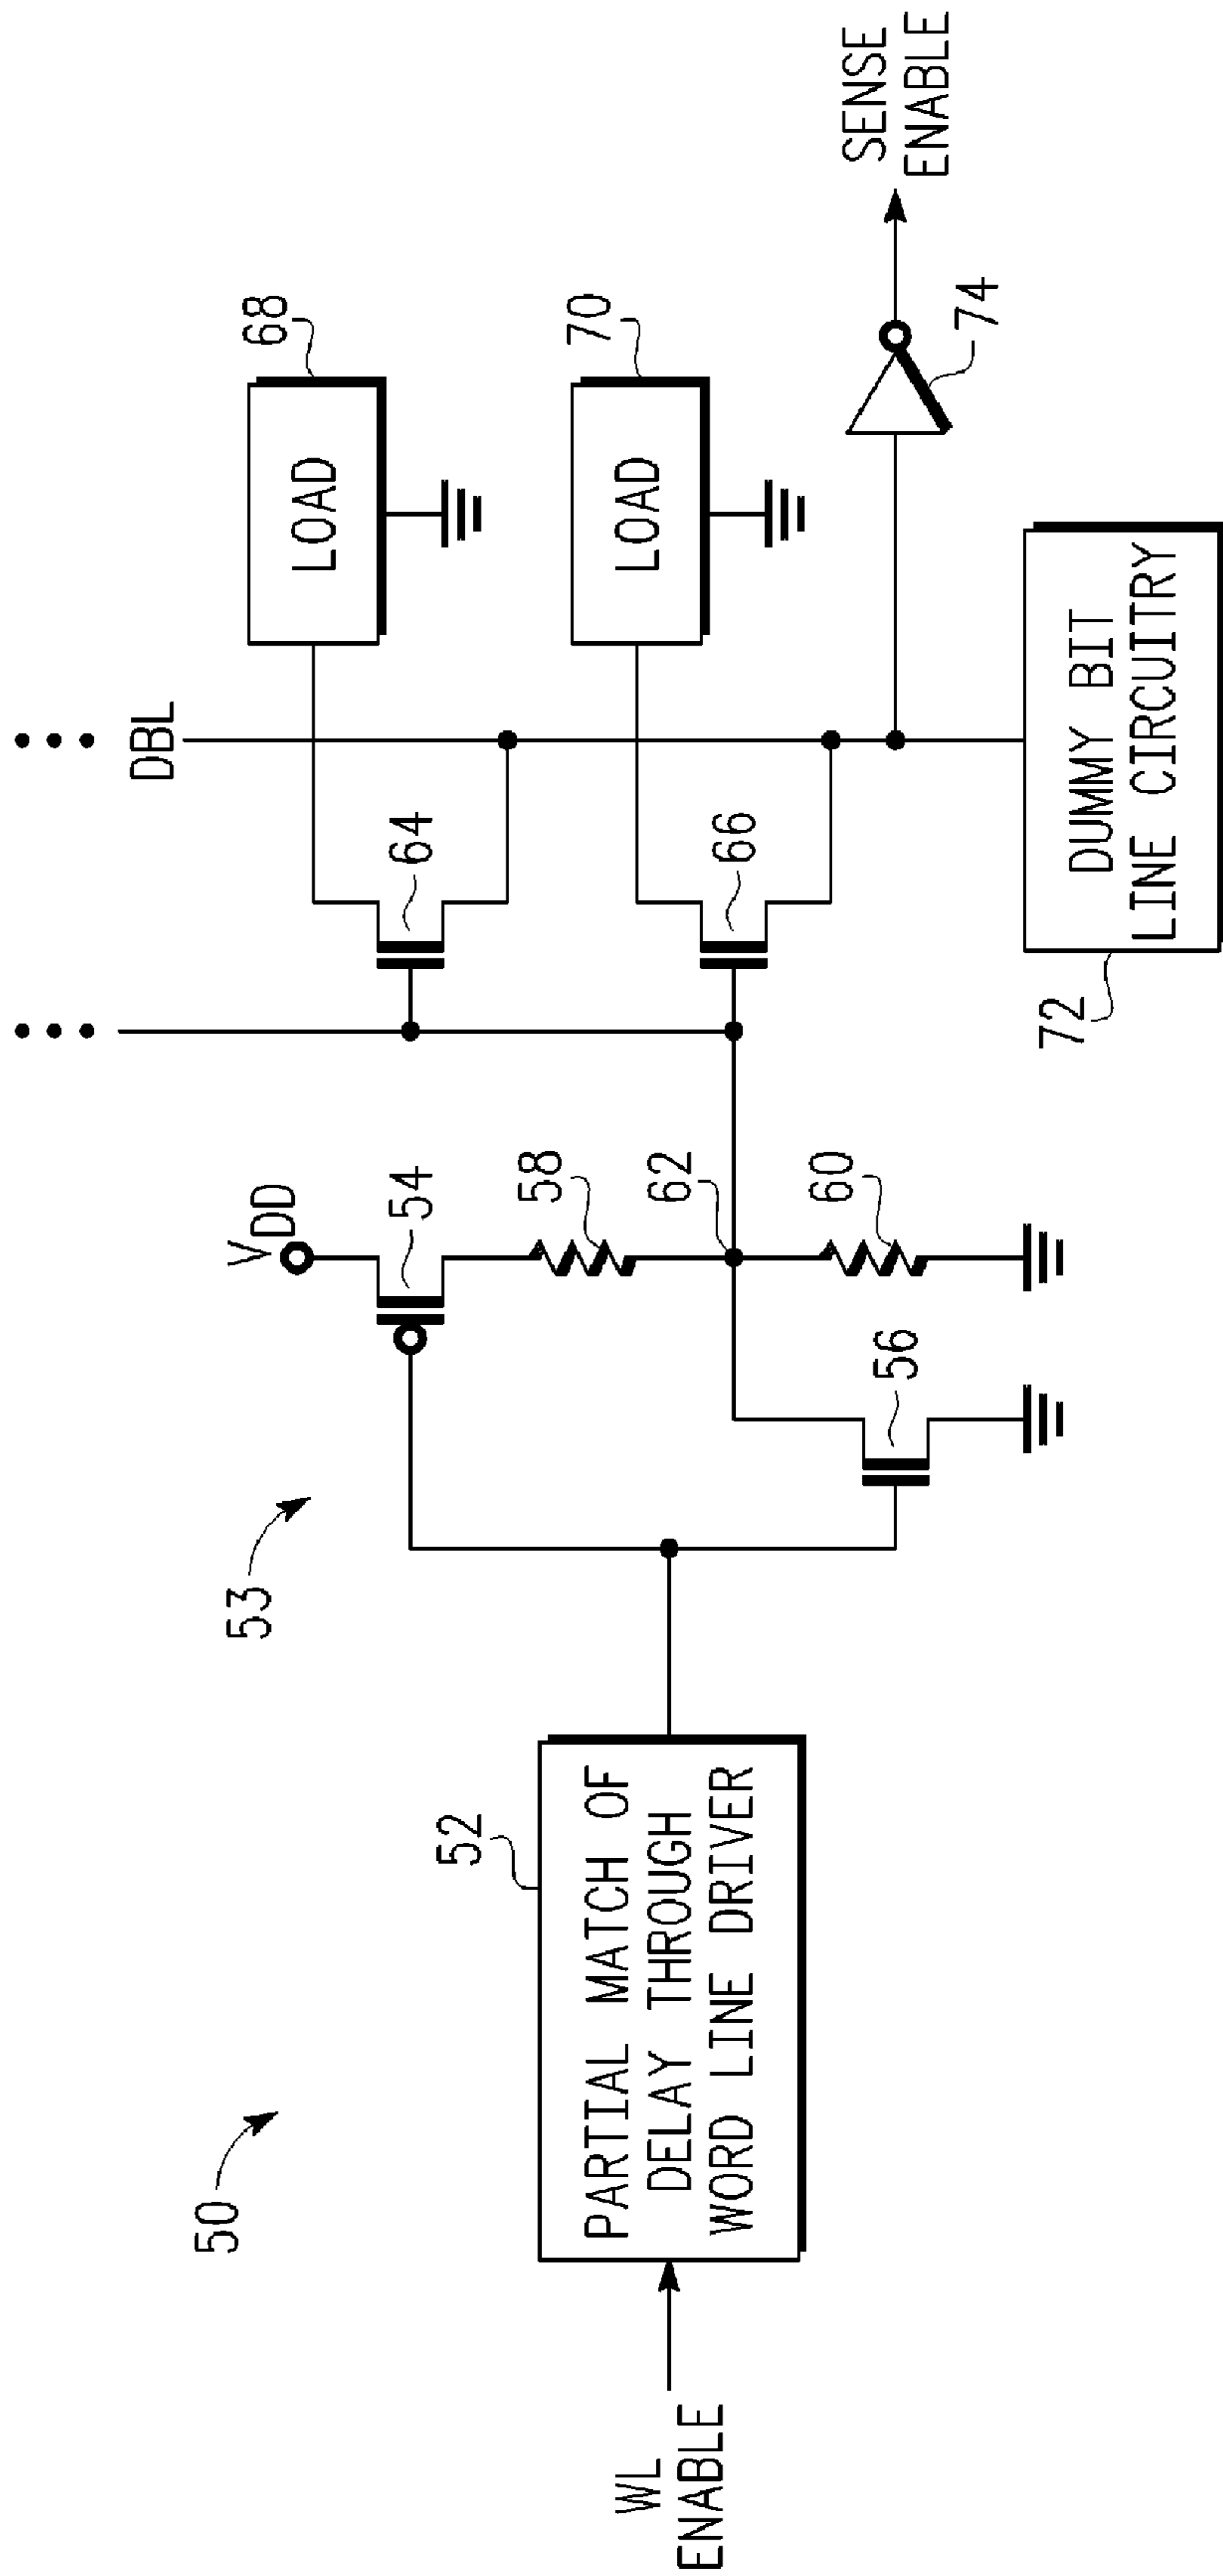 50
WL
ENABLE
52
PARTIAL MATCH OF
DELAY THROUGH
WORD LINE DRIVER
53
VDD
54
56
58
62
60
DBL
64
66
68
LOAD
70
LOAD
72
DUMMY BIT
LINE CIRCUITRY
74
SENSE
ENABLE